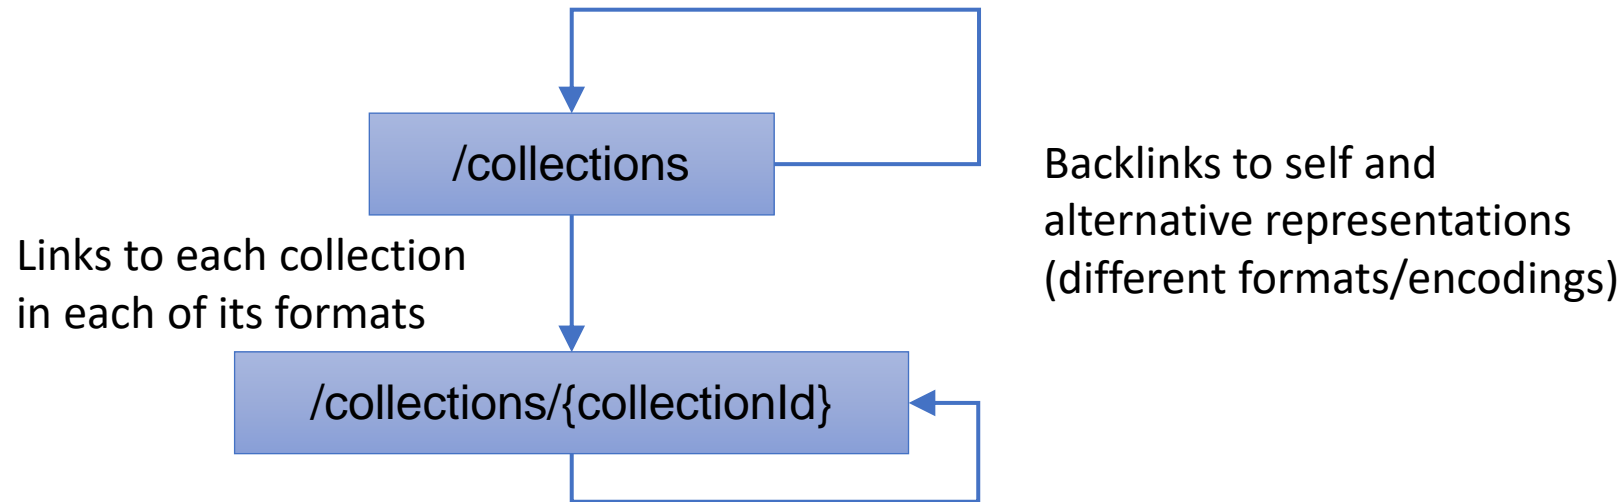 /collections
Backlinks to self and
alternative representations
(different formats/encodings)
Links to each collection
in each of its formats
/collections/{collectionId}